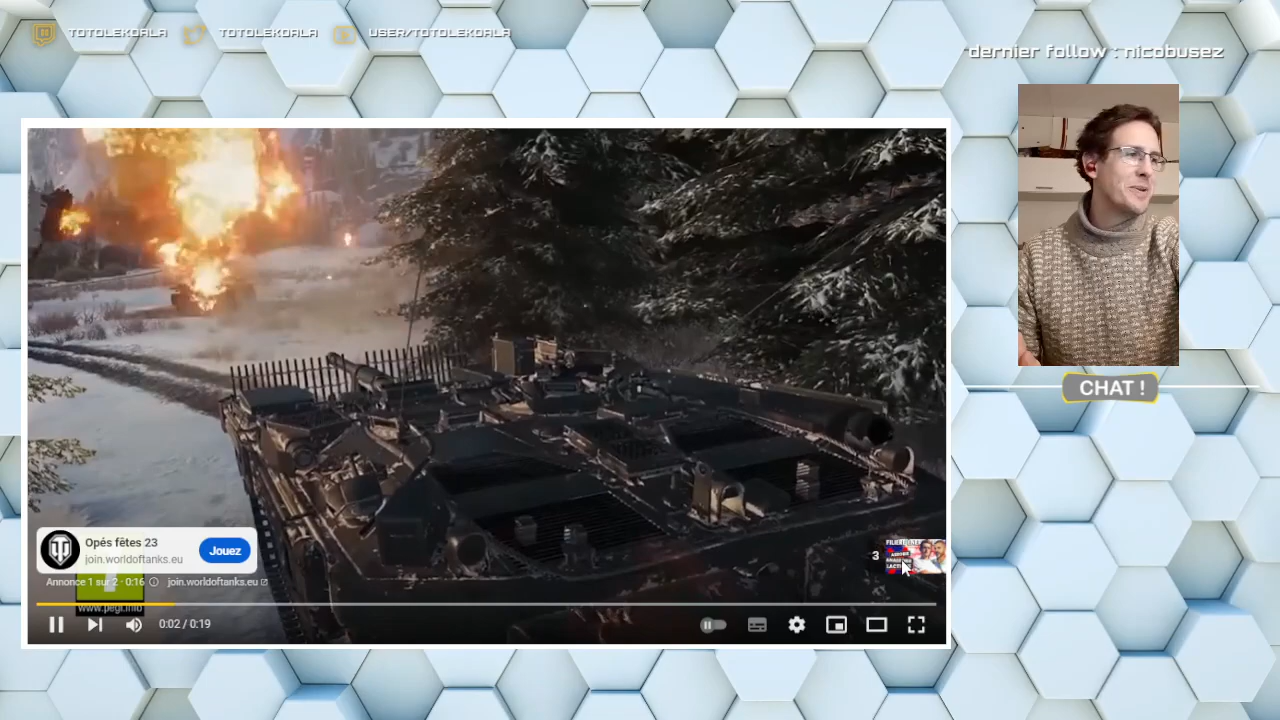 TOTOLEKOALA
TOTOLEKOALA
USER/TOTOLEKOALA
dernier follow : nicobusez
CHAT !
Opés fêtes 23
join.worldoftanks.eu
Jouez
Annonce 1 sur 2 · 0:16
join.worldoftanks.eu
www.pegi.info
0:02 / 0:19
3